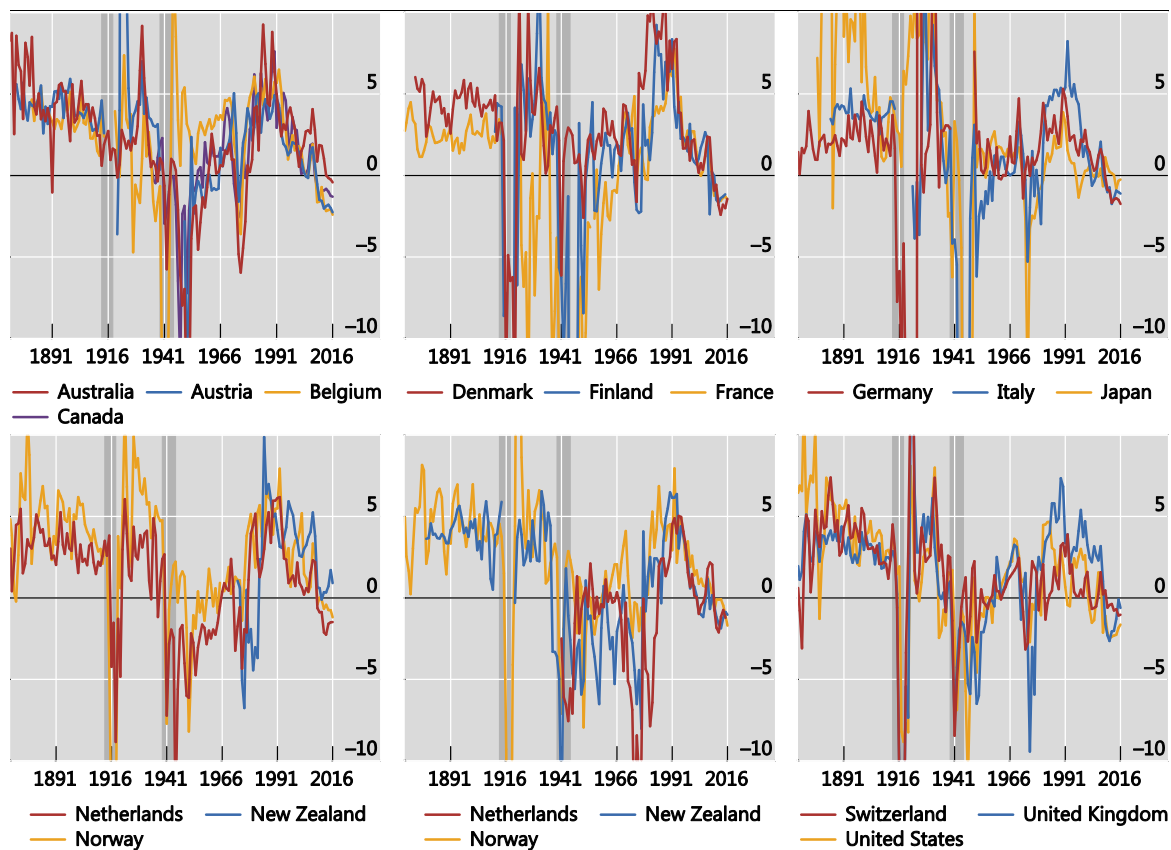 5 5 5
0 0 0
–5 –5 –5
–10 –10 –10
1891 1916 1941 1966 1991 2016 1891 1916 1941 1966 1991 2016 1891 1916 1941 1966 1991 2016
Australia Austria Belgium Denmark Finland France Germany Italy Japan
Canada
5 5 5
0 0 0
–5 –5 –5
–10 –10 –10
1891 1916 1941 1966 1991 2016 1891 1916 1941 1966 1991 2016 1891 1916 1941 1966 1991 2016
Netherlands New Zealand Netherlands New Zealand Switzerland United Kingdom
Norway Norway United States